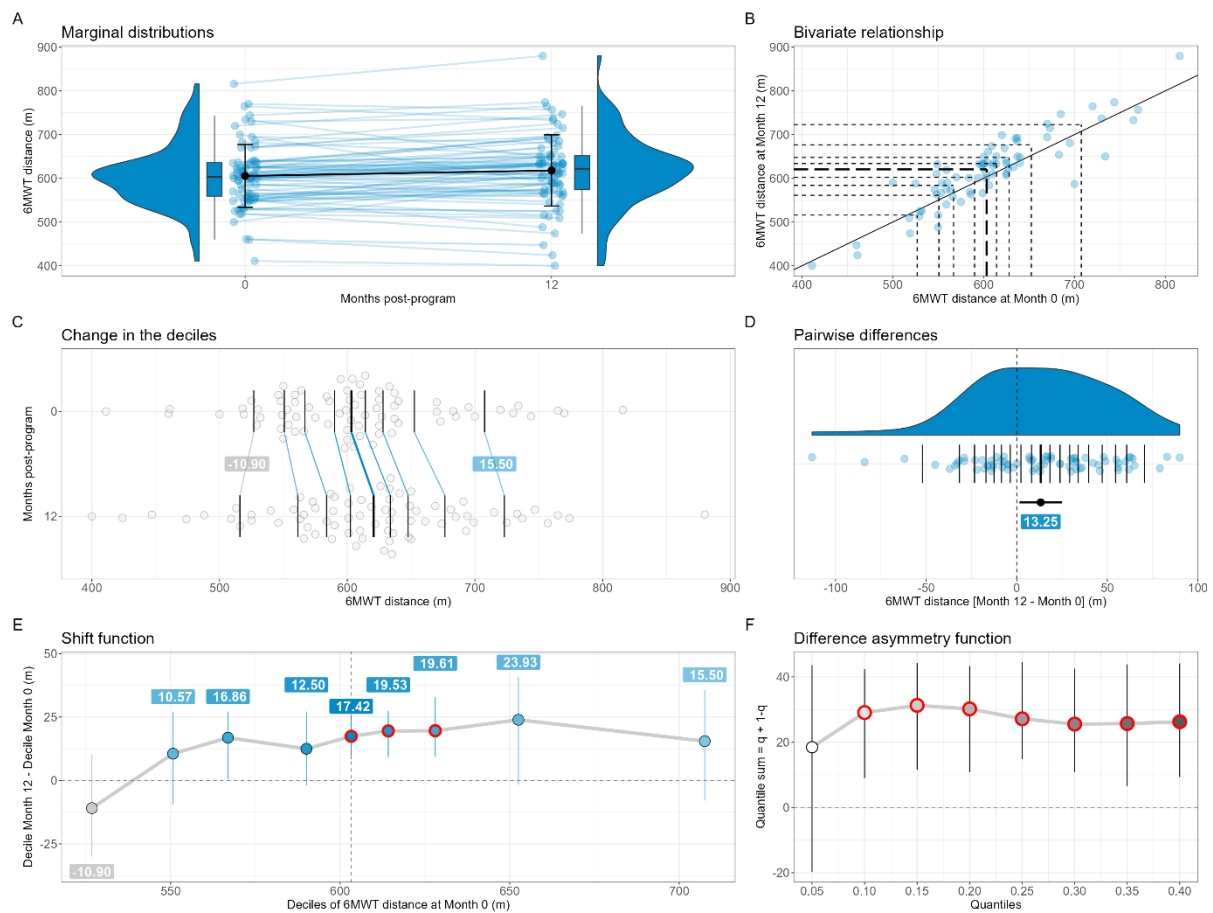 A
Marginal distributions
6MWT distance (m)
900
800
700
600
500
400
0
12
Months post-program
B
Bivariate relationship
6MWT distance at Month 12 (m)
900
800
700
600
500
400
400
500
600
700
800
6MWT distance at Month 0 (m)
C
Change in the deciles
Months post-program
0
12
-10.90
15.50
400
500
600
700
800
900
6MWT distance (m)
D
Pairwise differences
13.25
-100
-50
0
50
100
6MWT distance [Month 12 - Month 0] (m)
E
Shift function
Decile Month 12 - Decile Month 0 (m)
50
25
0
-25
-10.90
10.57
16.86
12.50
17.42
19.53
19.61
23.93
15.50
550
600
650
700
Deciles of 6MWT distance at Month 0 (m)
F
Difference asymmetry function
Quantile sum = q + 1-q
40
20
0
-20
0.05
0.10
0.15
0.20
0.25
0.30
0.35
0.40
Quantiles